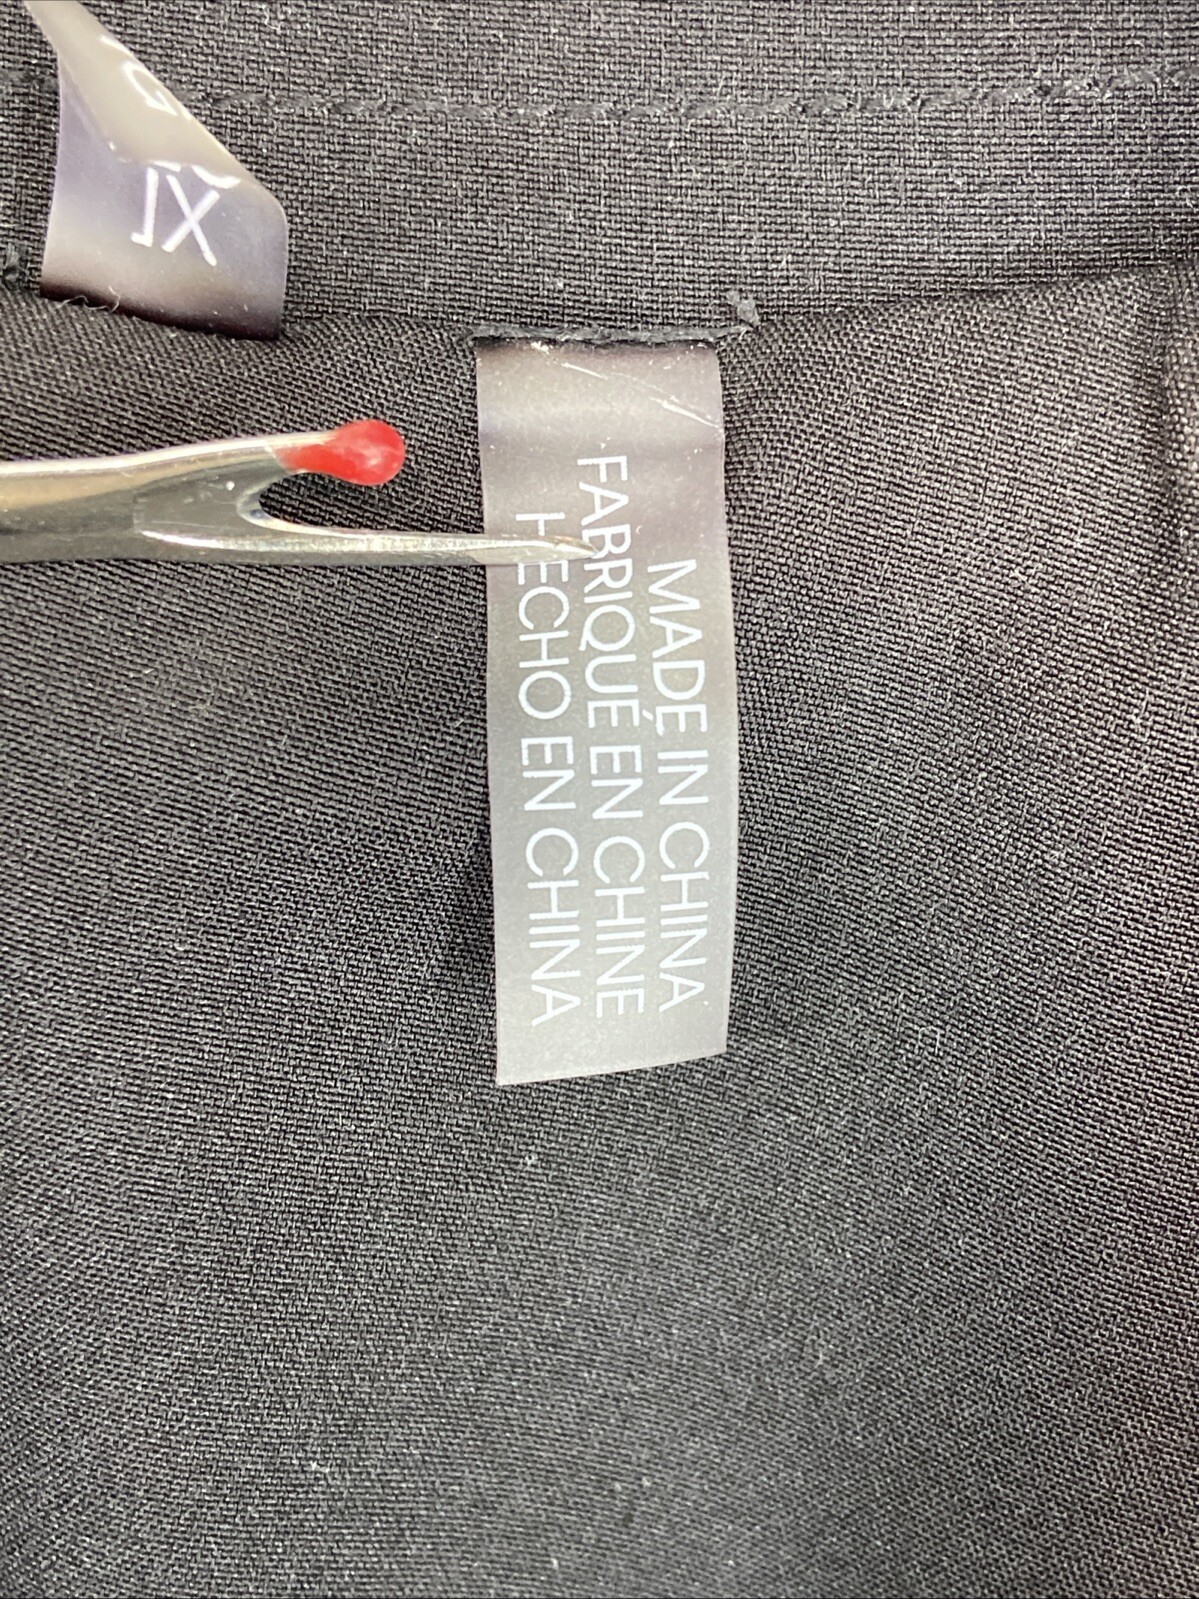 XL
MADE IN CHINA
FABRIQUÉ EN CHINE
HECHO EN CHINA